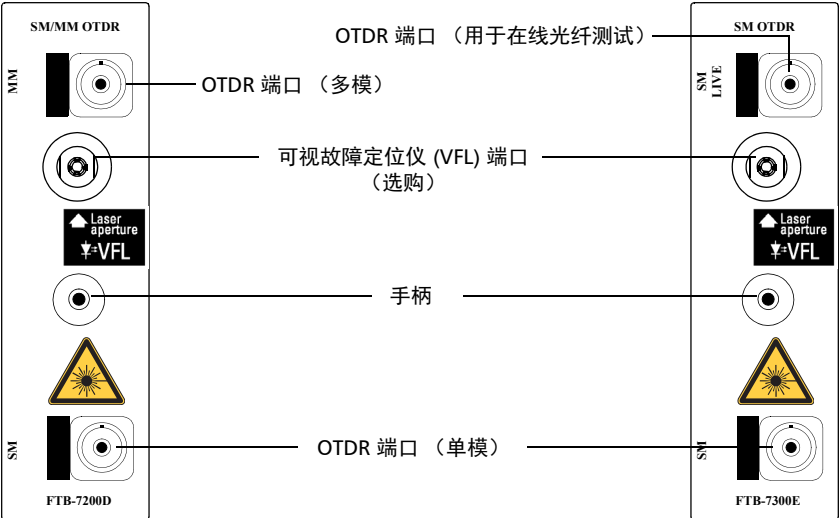 SM/MM OTDR
MM
OTDR 端口 （多模）
OTDR 端口 （用于在线光纤测试）
SM OTDR
SM
LIVE
可视故障定位仪 (VFL) 端口
（选购）
Laser
aperture
VFL
Laser
aperture
VFL
手柄
SM
OTDR 端口 （单模）
SM
FTB-7200D
FTB-7300E